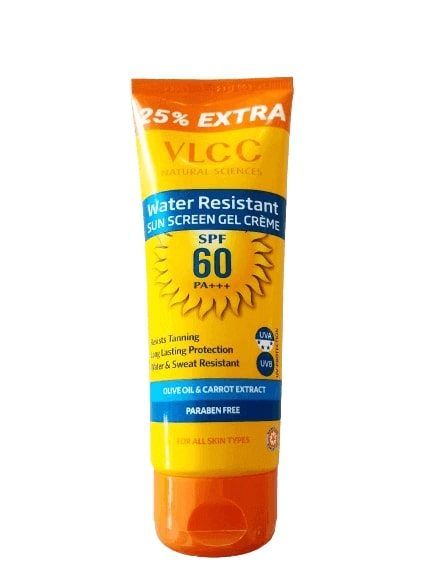 25% EXTRA
VLCC
NATURAL SCIENCES
Water Resistant
SUN SCREEN GEL CRÈME
SPF
60
PA+++
Resists Tanning
Long Lasting Protection
Water & Sweat Resistant
UVA
UVB
OLIVE OIL & CARROT EXTRACT
PARABEN FREE
FOR ALL SKIN TYPES